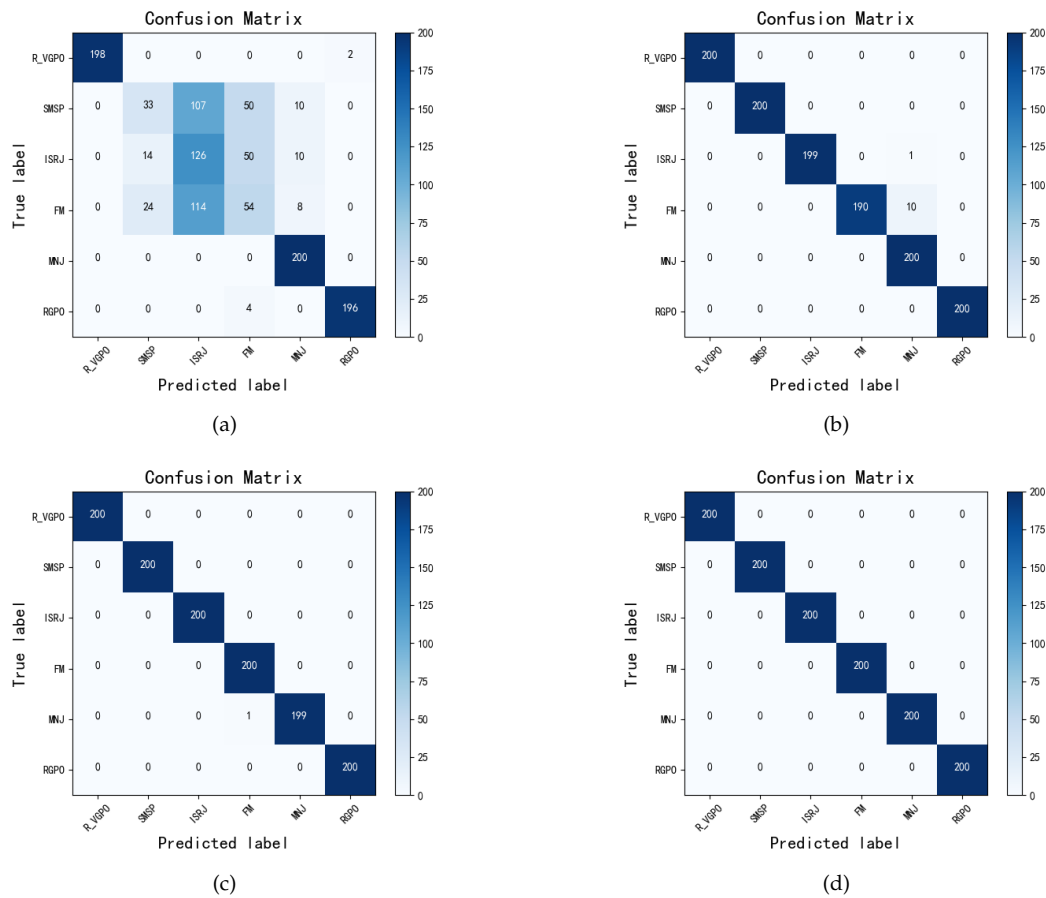 Confusion Matrix
R_VGPO 198 0 0 0 0 2
SMSP 0 33 107 50 10 0
ISRJ 0 14 126 50 10 0
FM 0 24 114 54 8 0
MNJ 0 0 0 0 200 0
RGPO 0 0 0 4 0 196
R_VGPO SMSP ISRJ FM MNJ RGPO
True label
Predicted label
200
175
150
125
100
75
50
25
0
(a)
Confusion Matrix
R_VGPO 200 0 0 0 0 0
SMSP 0 200 0 0 0 0
ISRJ 0 0 199 0 1 0
FM 0 0 0 190 10 0
MNJ 0 0 0 0 200 0
RGPO 0 0 0 0 0 200
R_VGPO SMSP ISRJ FM MNJ RGPO
True label
Predicted label
200
175
150
125
100
75
50
25
0
(b)
Confusion Matrix
R_VGPO 200 0 0 0 0 0
SMSP 0 200 0 0 0 0
ISRJ 0 0 200 0 0 0
FM 0 0 0 200 0 0
MNJ 0 0 0 1 199 0
RGPO 0 0 0 0 0 200
R_VGPO SMSP ISRJ FM MNJ RGPO
True label
Predicted label
200
175
150
125
100
75
50
25
0
(c)
Confusion Matrix
R_VGPO 200 0 0 0 0 0
SMSP 0 200 0 0 0 0
ISRJ 0 0 200 0 0 0
FM 0 0 0 200 0 0
MNJ 0 0 0 0 200 0
RGPO 0 0 0 0 0 200
R_VGPO SMSP ISRJ FM MNJ RGPO
True label
Predicted label
200
175
150
125
100
75
50
25
0
(d)